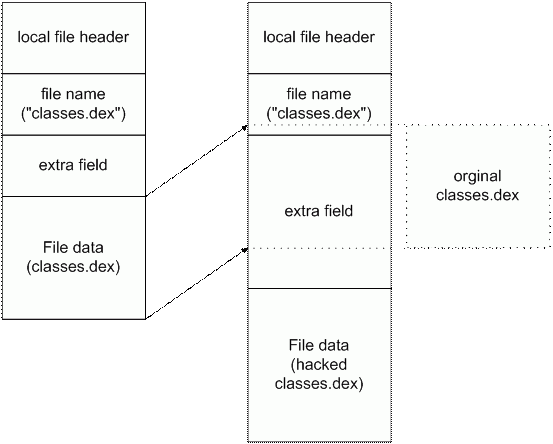 local file header
file name
("classes.dex")
extra field
File data
(classes.dex)
local file header
file name
("classes.dex")
extra field
File data
(hacked
classes.dex)
orginal
classes.dex